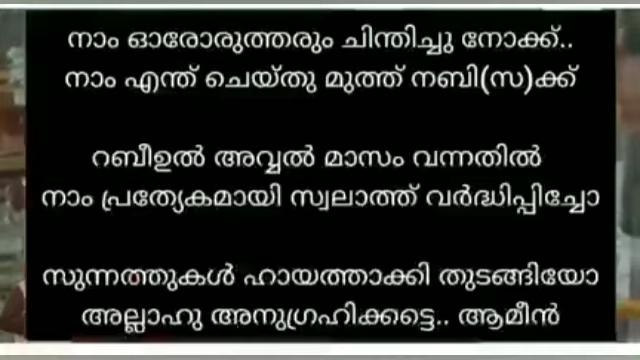 നാം ഓരോരുത്തരും ചിന്തിച്ചു നോക്ക്..
നാം എന്ത് ചെയ്തു മുത്ത് നബി(സ)ക്ക്
റബീഉൽ അവ്വൽ മാസം വന്നതിൽ
നാം പ്രത്യേകമായി സ്വലാത്ത് വർദ്ധിപ്പിച്ചോ
സുന്നത്തുകൾ ഹായത്താക്കി തുടങ്ങിയോ
അല്ലാഹു അനുഗ്രഹിക്കട്ടെ.. ആമീൻ